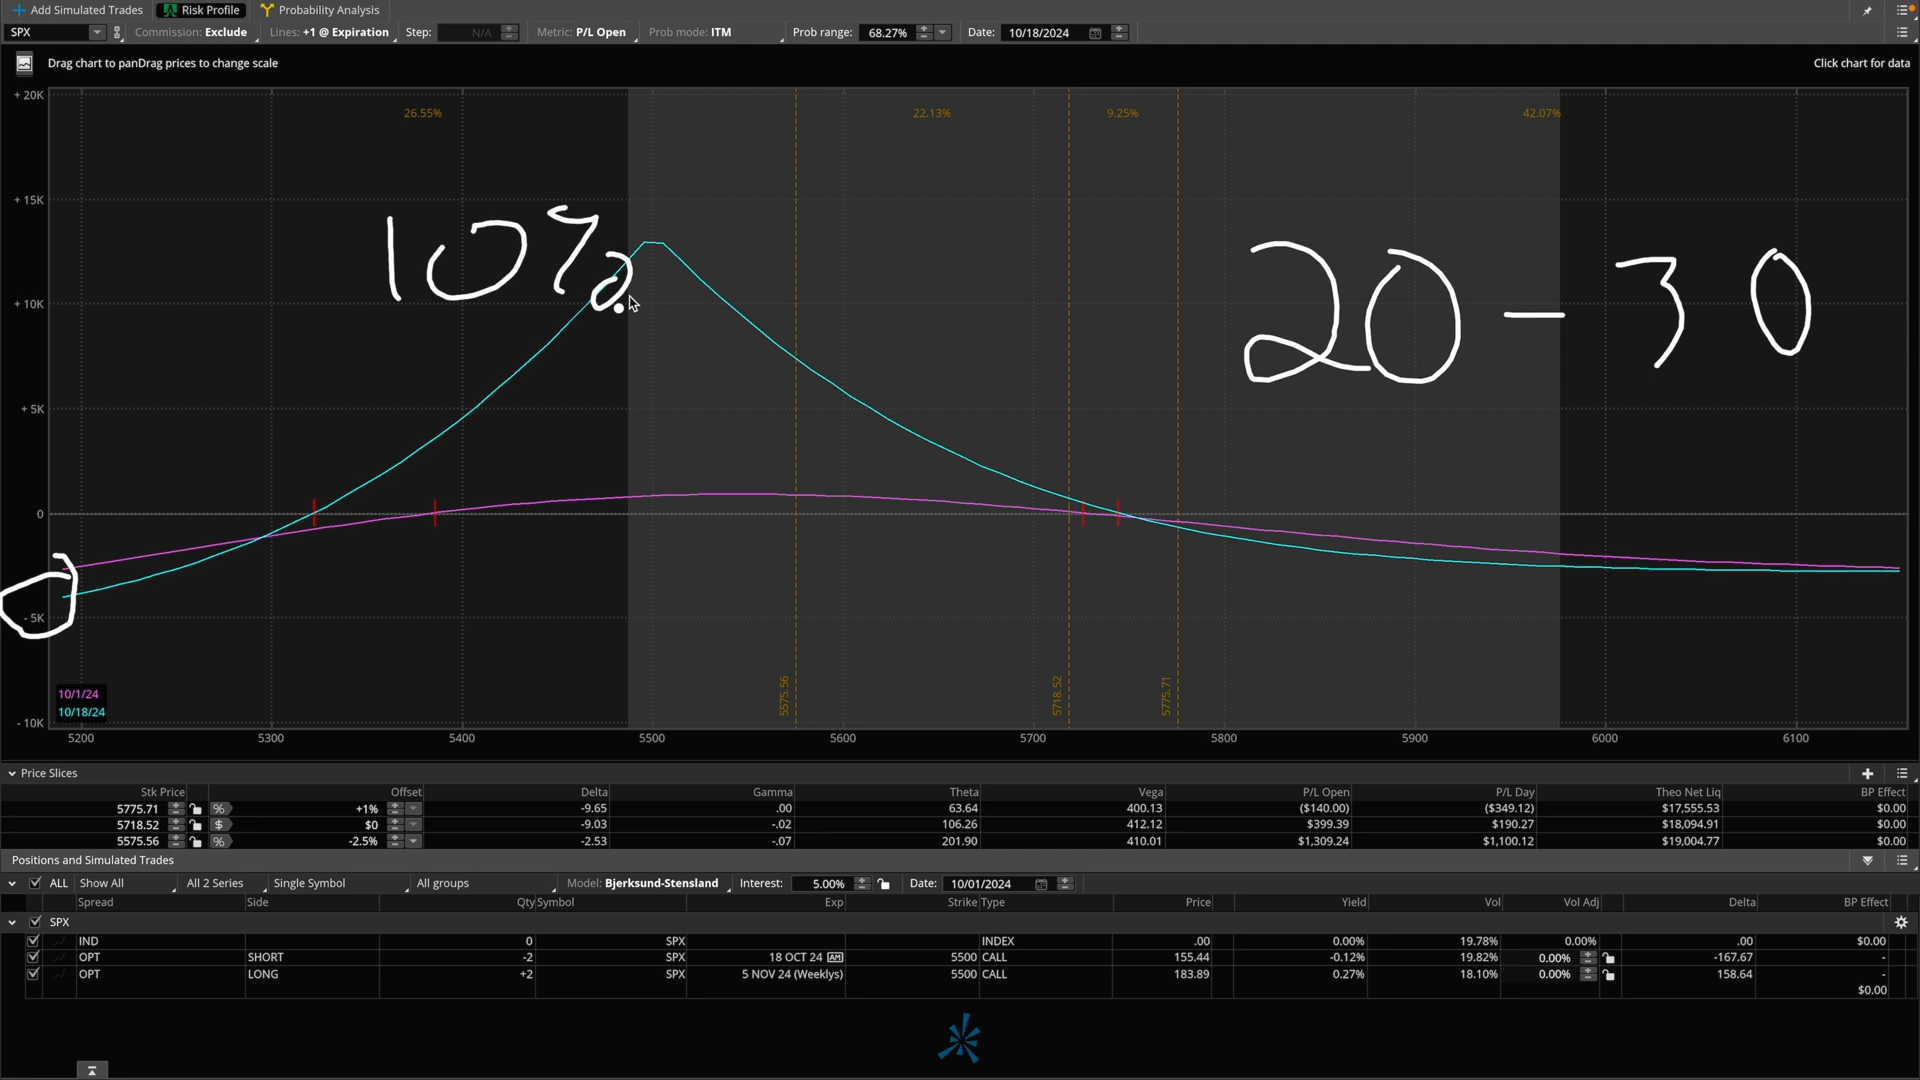 Add Simulated Trades Risk Profile Probability Analysis
SPX Commission: Exclude Lines: +1 @ Expiration Step: N/A Metric: P/L Open Prob mode: ITM Prob range: 68.27% Date: 10/18/2024
Drag chart to panDrag prices to change scale Click chart for data
+ 20K
26.55% 22.13% 9.25% 42.07%
+ 15K
10% 20-30
+ 10K
+ 5K
0
- 5K
5575.56 5718.52 5775.71
10/1/24
10/18/24
- 10K
5200 5300 5400 5500 5600 5700 5800 5900 6000 6100
Price Slices
Stk Price Offset Delta Gamma Theta Vega P/L Open P/L Day Theo Net Liq BP Effect
5775.71 % +1% -9.65 .00 63.64 400.13 ($140.00) ($349.12) $17,555.53 $0.00
5718.52 $ $0 -9.03 -.02 106.26 412.12 $399.39 $190.27 $18,094.91 $0.00
5575.56 % -2.5% -2.53 -.07 201.90 410.01 $1,309.24 $1,100.12 $19,004.77 $0.00
Positions and Simulated Trades
ALL Show All All 2 Series Single Symbol All groups Model: Bjerksund-Stensland Interest: 5.00% Date: 10/01/2024
Spread Side Qty Symbol Exp Strike Type Price Yield Vol Vol Adj Delta BP Effect
SPX
IND 0 SPX INDEX .00 0.00% 19.78% 0.00% .00 $0.00
OPT SHORT -2 SPX 18 OCT 24 AM 5500 CALL 155.44 -0.12% 19.82% 0.00% -167.67 -
OPT LONG +2 SPX 5 NOV 24 (Weeklys) 5500 CALL 183.89 0.27% 18.10% 0.00% 158.64 -
$0.00